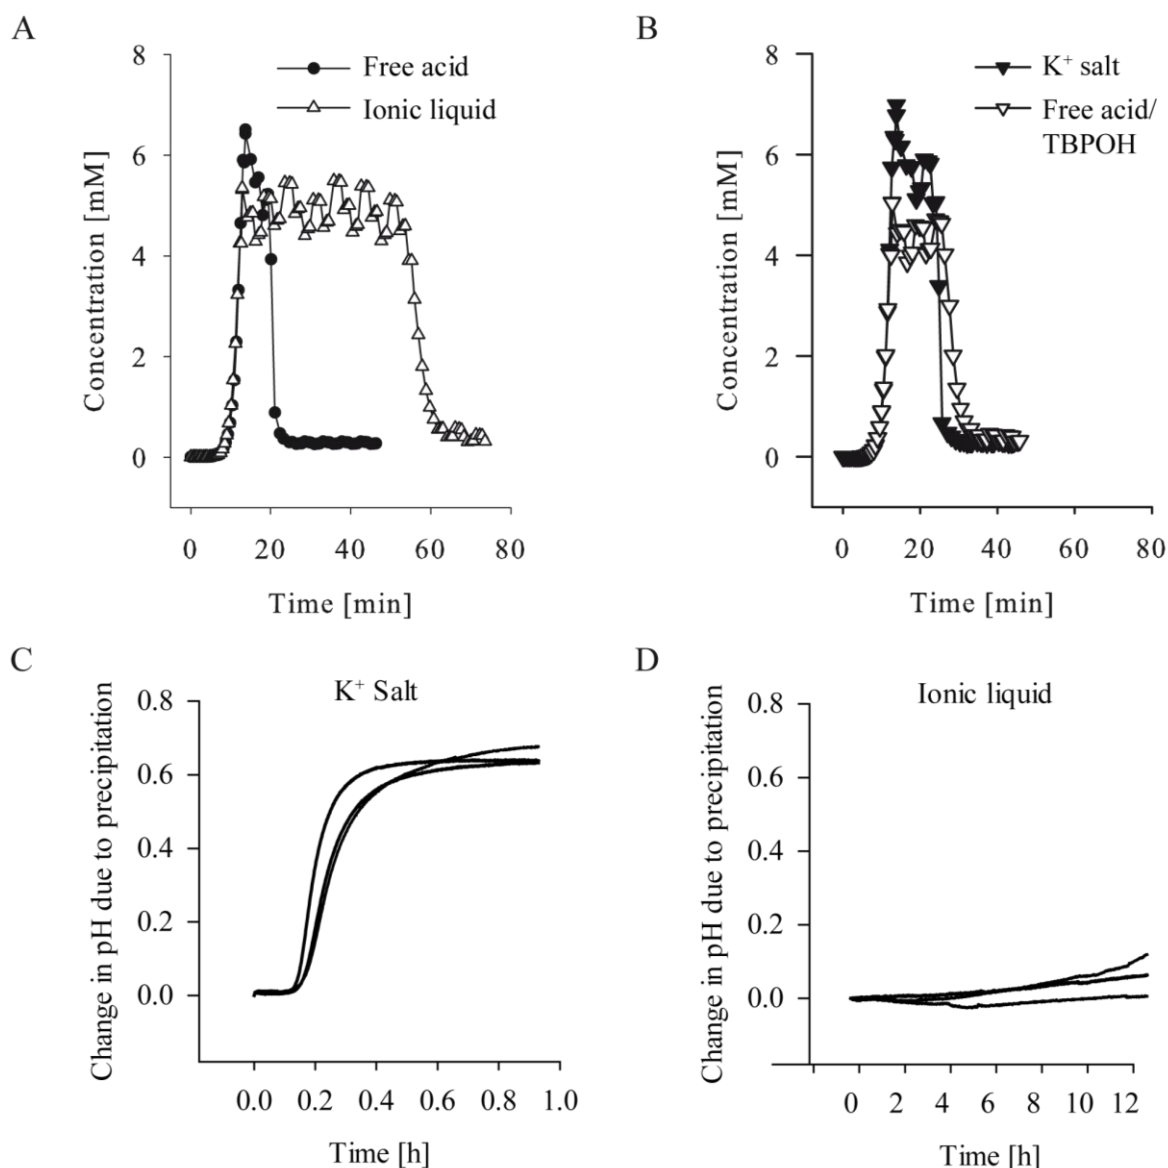 A
Concentration [mM]
8
6
4
2
0
Free acid
Ionic liquid
0 20 40 60 80
Time [min]
B
Concentration [mM]
8
6
4
2
0
K⁺ salt
Free acid/
TBPOH
0 20 40 60 80
Time [min]
C
K⁺ Salt
Change in pH due to precipitation
0.8
0.6
0.4
0.2
0.0
0.0 0.2 0.4 0.6 0.8 1.0
Time [h]
D
Ionic liquid
Change in pH due to precipitation
0.8
0.6
0.4
0.2
0.0
0 2 4 6 8 10 12
Time [h]